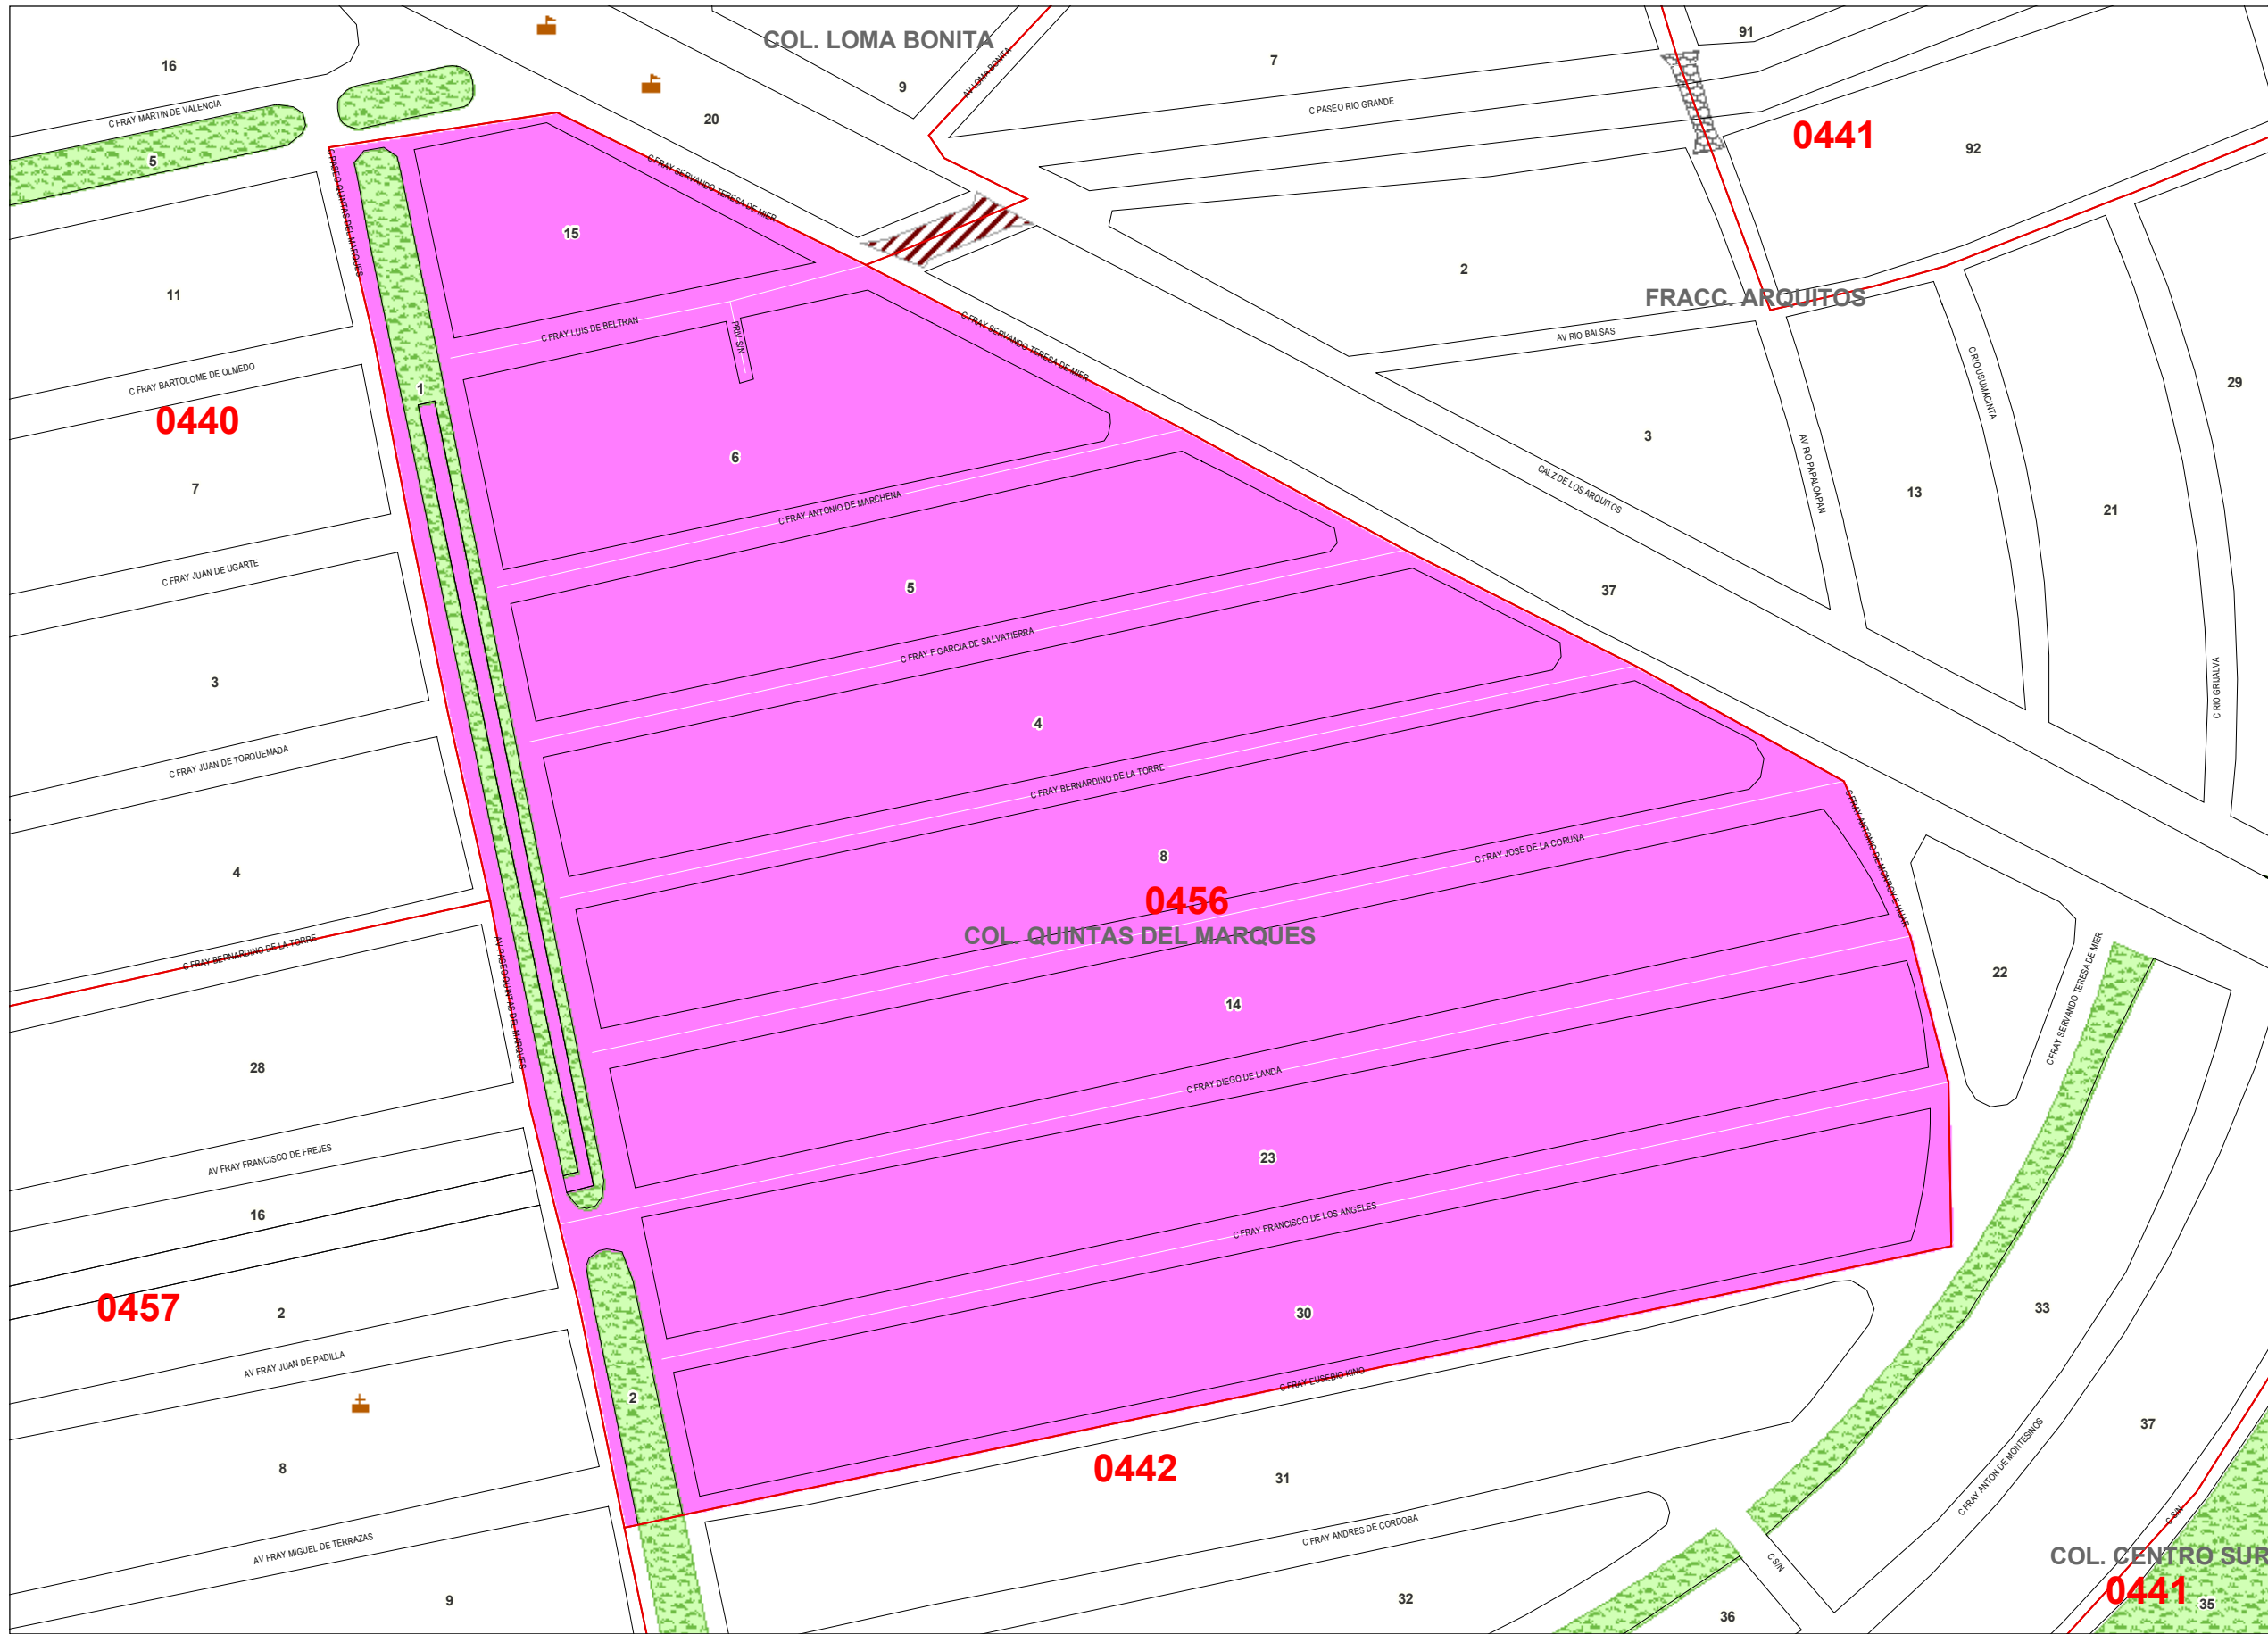 COL. LOMA BONITA
16
7
91
9
AV LOMA BONITA
C FRAY MARTIN DE VALENCIA
C PASEO RIO GRANDE
20
0441
92
5
C PASEO QUINTAS DEL MARQUES
C FRAY SERVANDO TERESA DE MIER
15
2
11
FRACC. ARQUITOS
C FRAY LUIS DE BELTRAN
PRIV S/N
C FRAY SERVANDO TERESA DE MIER
AV RIO BALSAS
C RIO USUMACINTA
29
C FRAY BARTOLOME DE OLMEDO
1
0440
3
6
7
CALZ DE LOS ARQUITOS
AV RIO PAPALOAPAN
13
21
C FRAY ANTONIO DE MARCHENA
C FRAY JUAN DE UGARTE
5
37
C FRAY F GARCIA DE SALVATIERRA
3
C RIO GRIJALVA
4
C FRAY JUAN DE TORQUEMADA
C FRAY BERNARDINO DE LA TORRE
8
C FRAY JOSE DE LA CORUÑA
C FRAY ANTONIO DE MONROY E HIJAR
4
0456
COL. QUINTAS DEL MARQUES
C FRAY BERNARDINO DE LA TORRE
AV PASEO QUINTAS DEL MARQUES
22
C FRAY SERVANDO TERESA DE MIER
14
28
C FRAY DIEGO DE LANDA
AV FRAY FRANCISCO DE FREJES
23
16
C FRAY FRANCISCO DE LOS ANGELES
0457
2
30
33
AV FRAY JUAN DE PADILLA
C FRAY EUSEBIO KINO
2
37
8
0442
31
C FRAY ANTON DE MONTESINOS
C S/N
AV FRAY MIGUEL DE TERRAZAS
C FRAY ANDRES DE CORDOBA
C S/N
COL. CENTRO SUR
0441
35
9
32
36